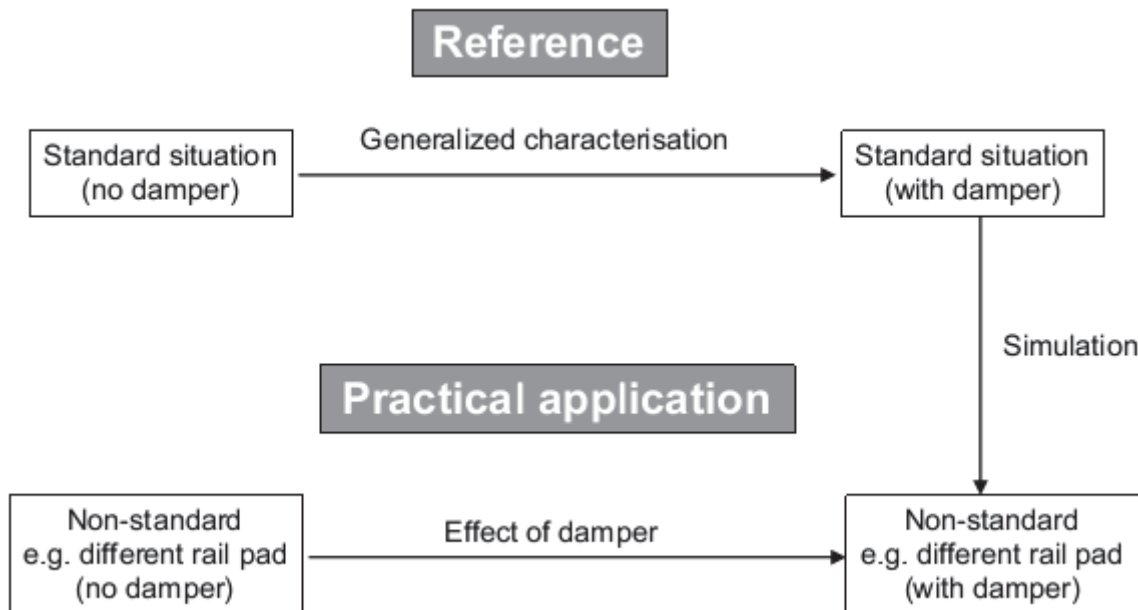 Reference
Generalized characterisation
Standard situation
(no damper)
Standard situation
(with damper)
Simulation
Practical application
Non-standard
e.g. different rail pad
(no damper)
Effect of damper
Non-standard
e.g. different rail pad
(with damper)